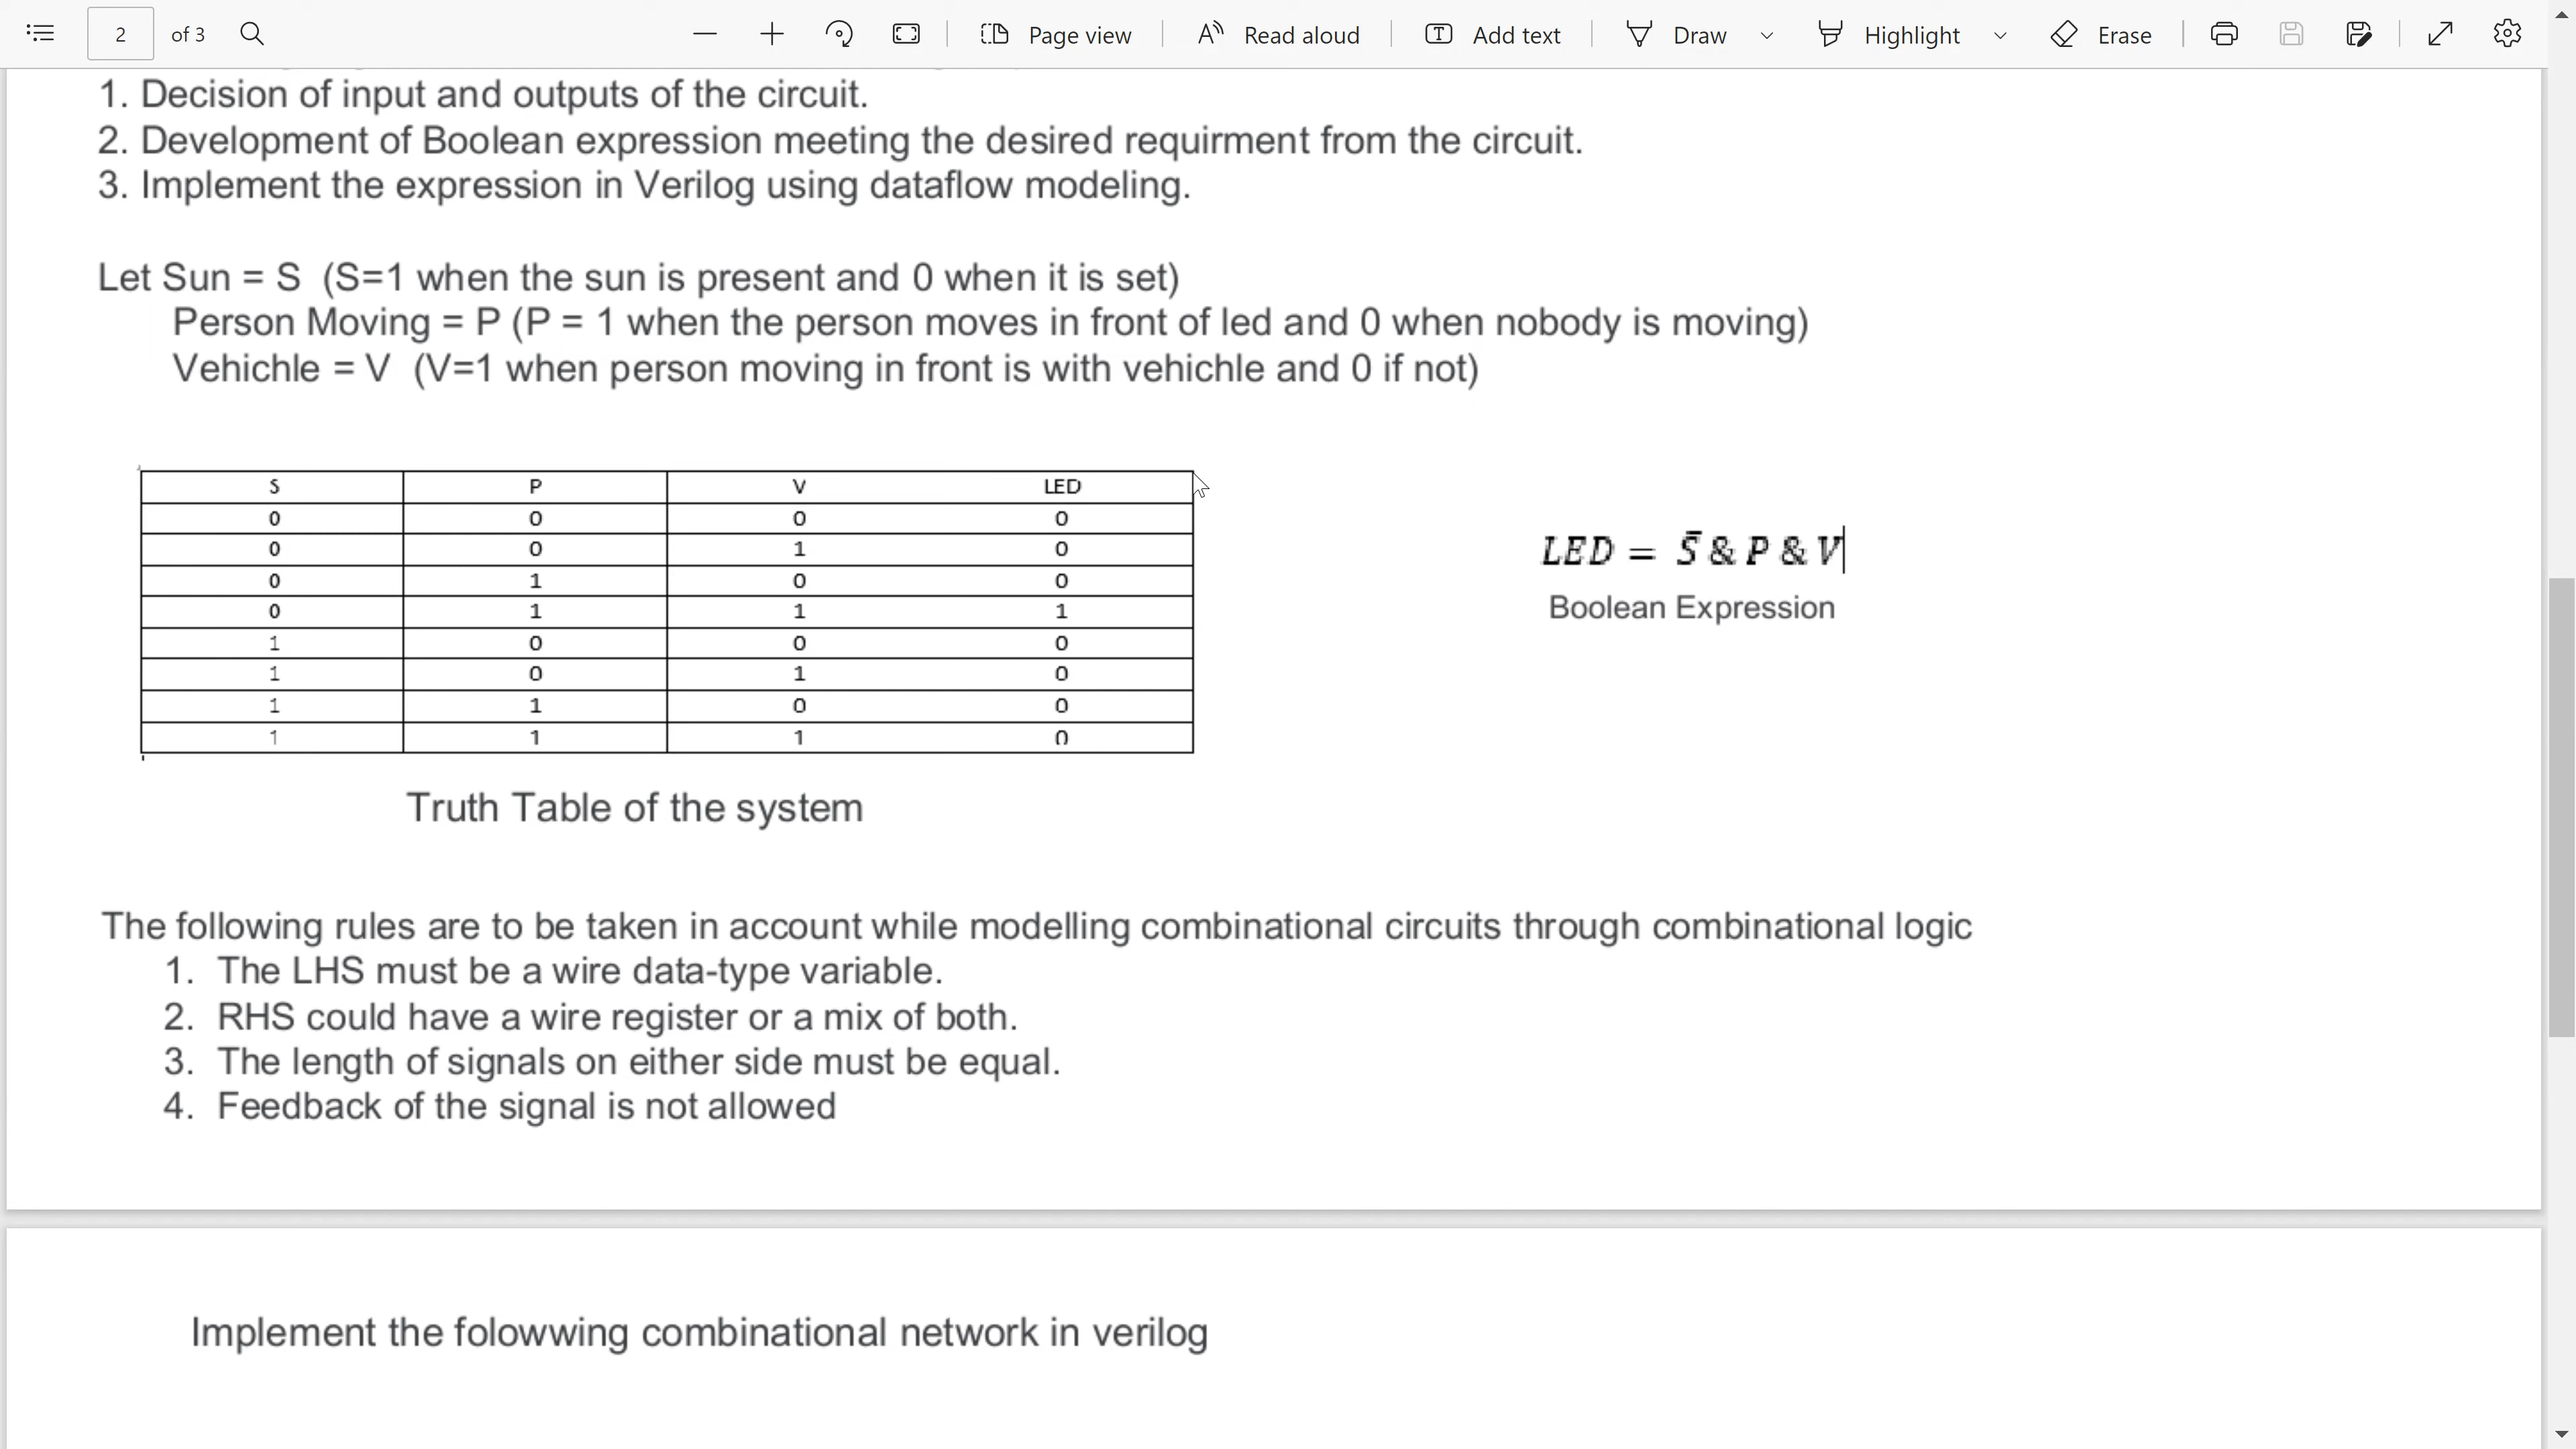 2 of 3 Page view Read aloud Add text Draw Highlight Erase
1. Decision of input and outputs of the circuit.
2. Development of Boolean expression meeting the desired requirment from the circuit.
3. Implement the expression in Verilog using dataflow modeling.
Let Sun = S (S=1 when the sun is present and 0 when it is set)
Person Moving = P (P = 1 when the person moves in front of led and 0 when nobody is moving)
Vehichle = V (V=1 when person moving in front is with vehichle and 0 if not)
S P V LED
0 0 0 0
0 0 1 0
0 1 0 0
0 1 1 1
1 0 0 0
1 0 1 0
1 1 0 0
1 1 1 0
LED = S̄ & P & V
Boolean Expression
Truth Table of the system
The following rules are to be taken in account while modelling combinational circuits through combinational logic
1. The LHS must be a wire data-type variable.
2. RHS could have a wire register or a mix of both.
3. The length of signals on either side must be equal.
4. Feedback of the signal is not allowed
Implement the folowwing combinational network in verilog